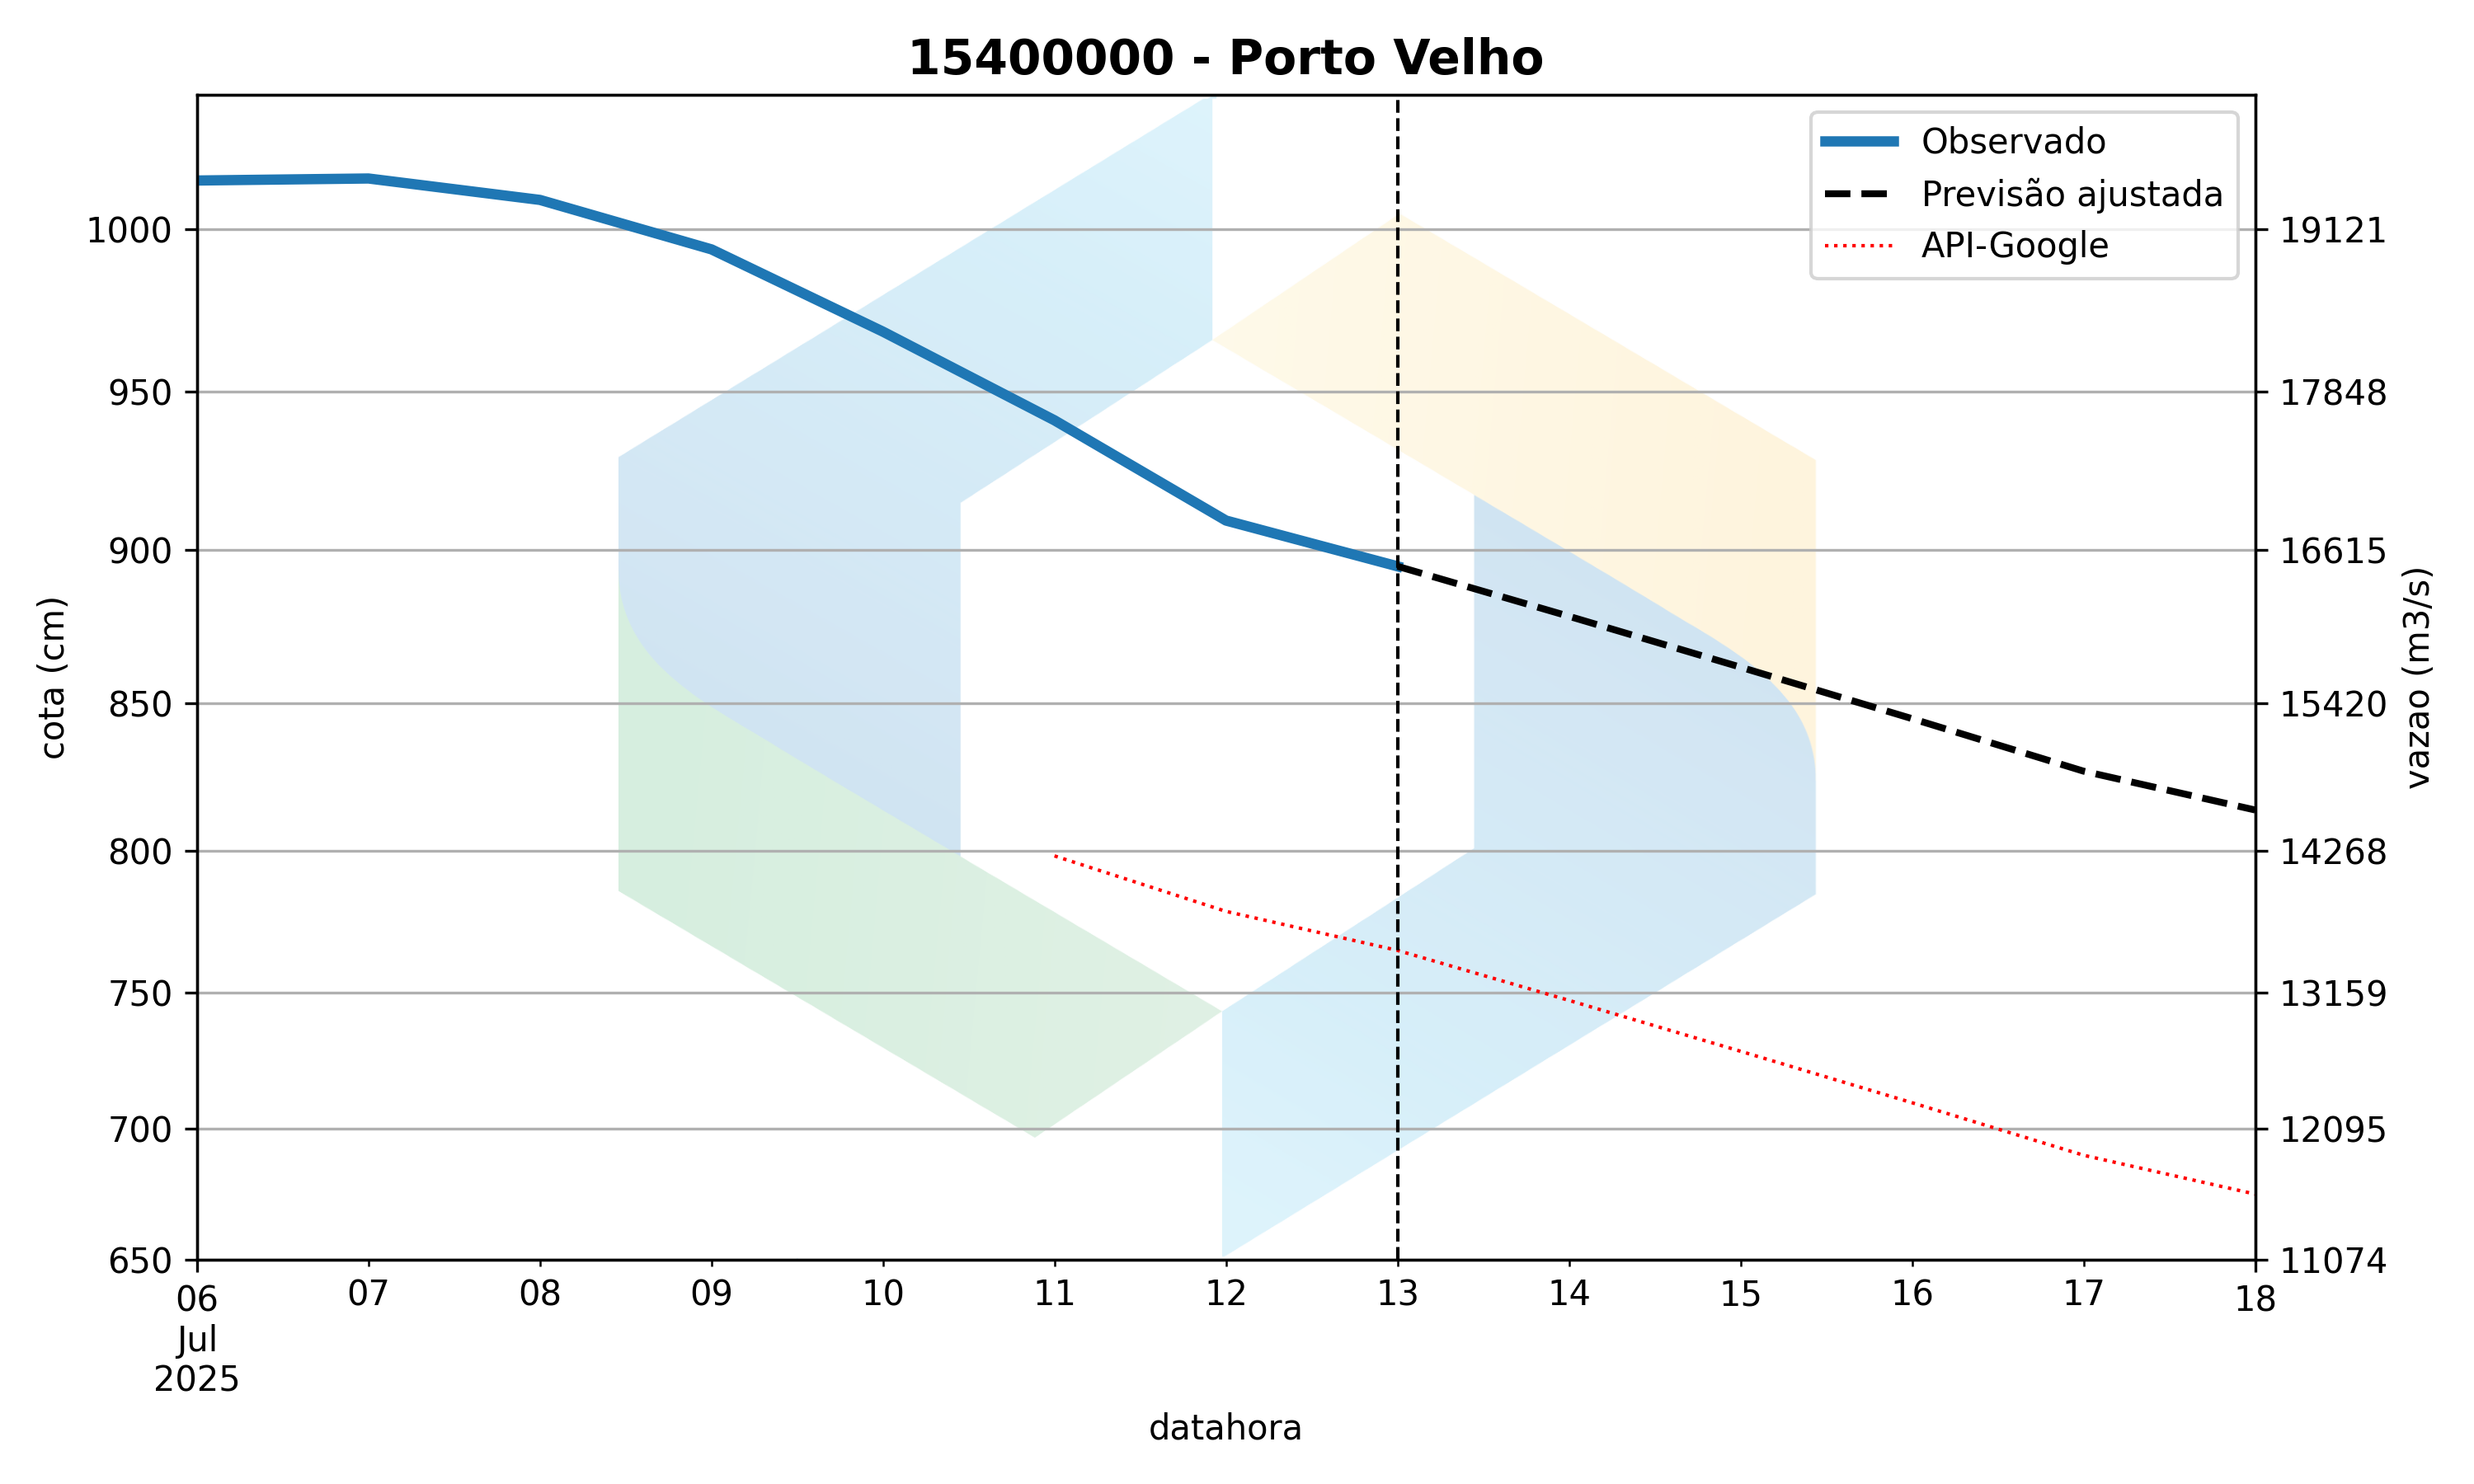 15400000 - Porto Velho
Observado
Previsão ajustada
API-Google
1000
950
900
850
800
750
700
650
cota (cm)
19121
17848
16615
15420
14268
13159
12095
11074
vazao (m3/s)
06 07 08 09 10 11 12 13 14 15 16 17 18
Jul
2025
datahora